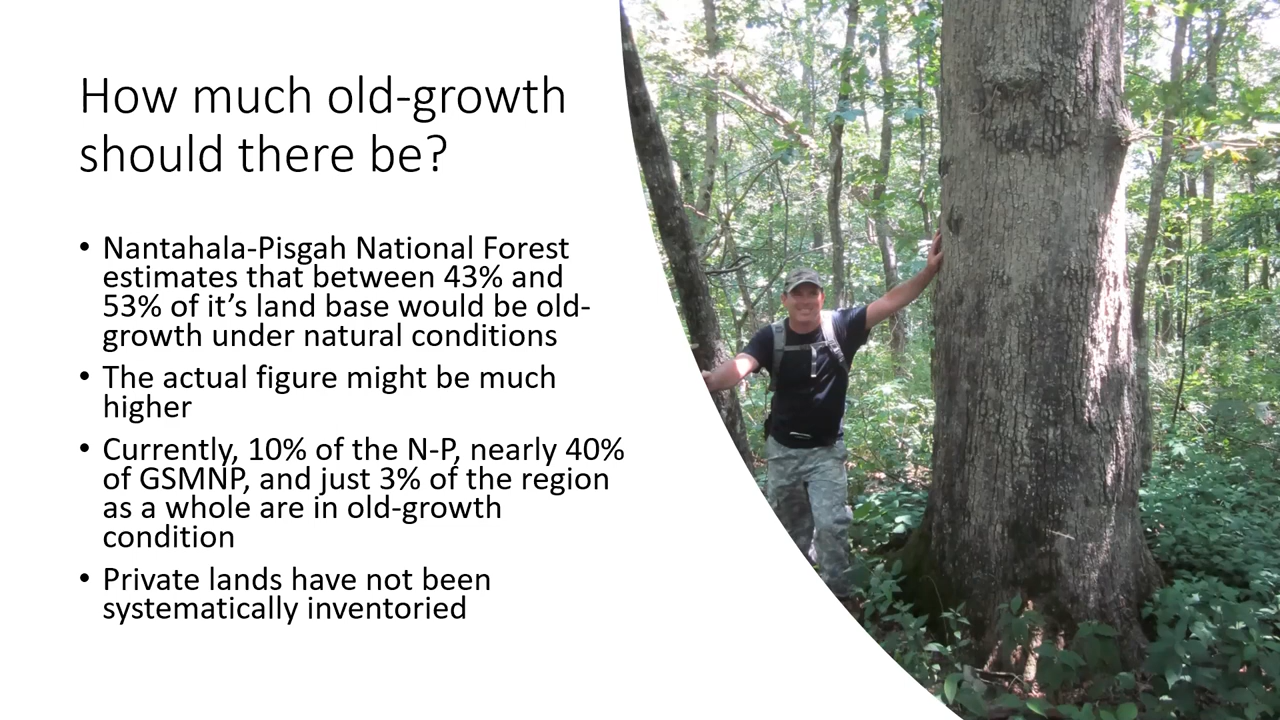 How much old-growth
should there be?
• Nantahala-Pisgah National Forest
estimates that between 43% and
53% of it's land base would be old-
growth under natural conditions
• The actual figure might be much
higher
• Currently, 10% of the N-P, nearly 40%
of GSMNP, and just 3% of the region
as a whole are in old-growth
condition
• Private lands have not been
systematically inventoried